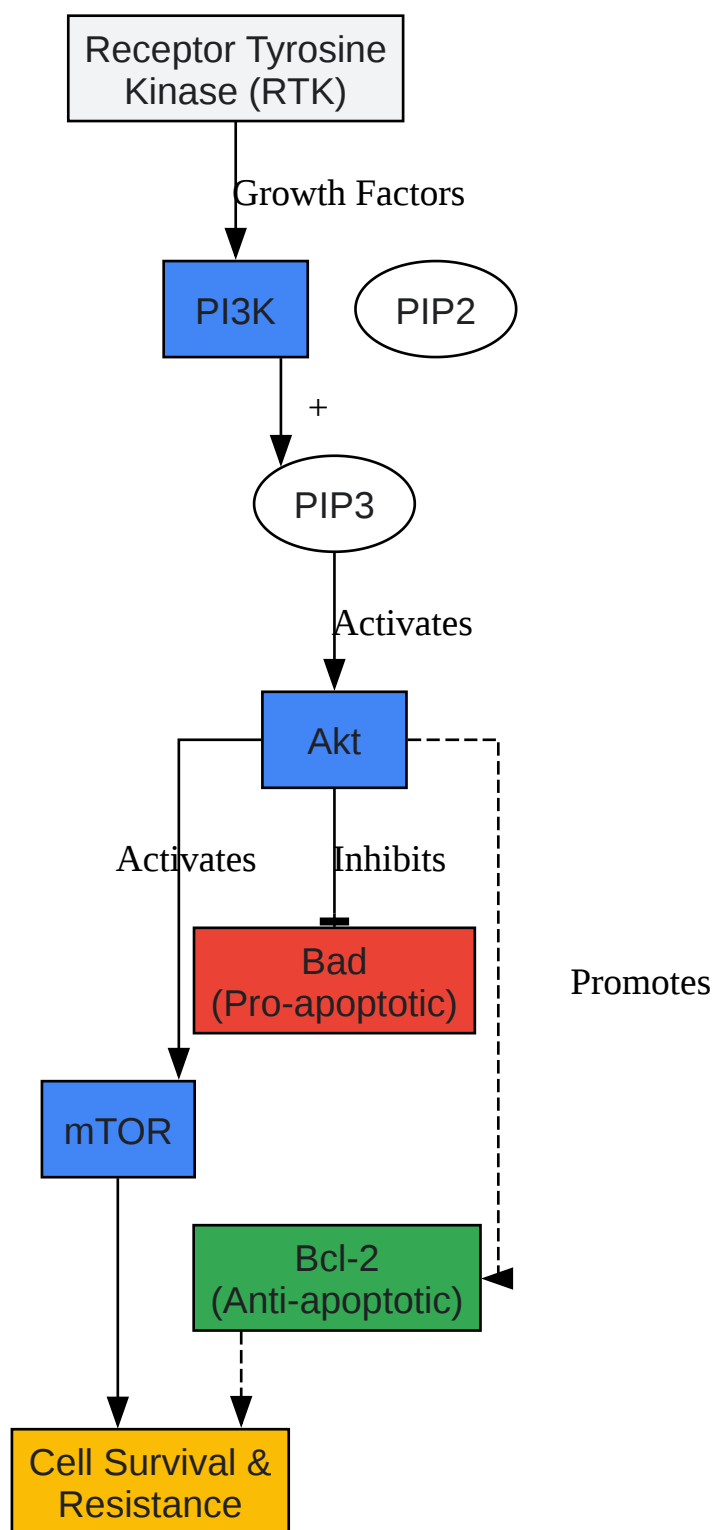 Receptor Tyrosine
Kinase (RTK)
Growth Factors
PI3K
PIP2
+
PIP3
Activates
Akt
Activates
Inhibits
Bad
(Pro-apoptotic)
Promotes
mTOR
Bcl-2
(Anti-apoptotic)
Cell Survival &
Resistance